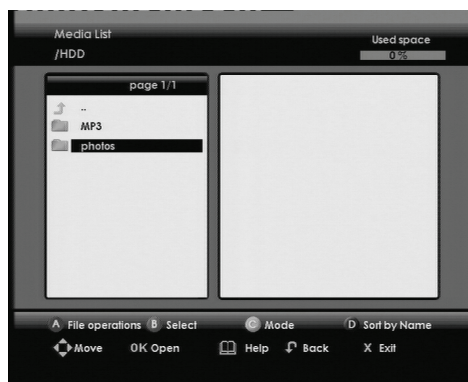 Media List
Used space
/HDD
0%
page 1/1
..
MP3
photos
A File operations B Select C Mode D Sort by Name
Move OK Open Help Back X Exit